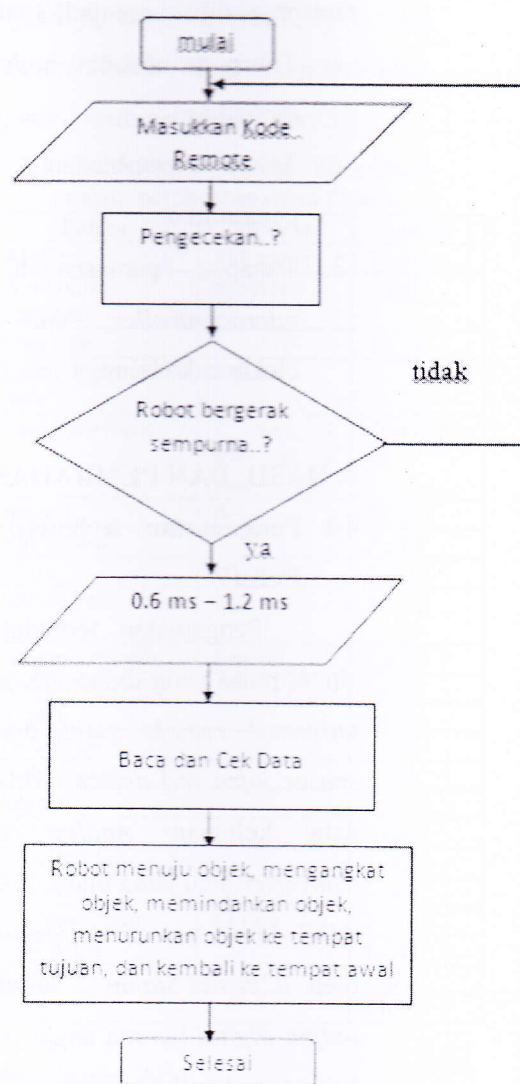 mulai
Masukkan Kode
Remote
Pengecekan..?
Robot bergerak
sempurna..?
tidak
ya
0.6 ms – 1.2 ms
Baca dan Cek Data
Robot menuju objek, mengangkat
objek, memindahkan objek,
menurunkan objek ke tempat
tujuan, dan kembali ke tempat awal
Selesai